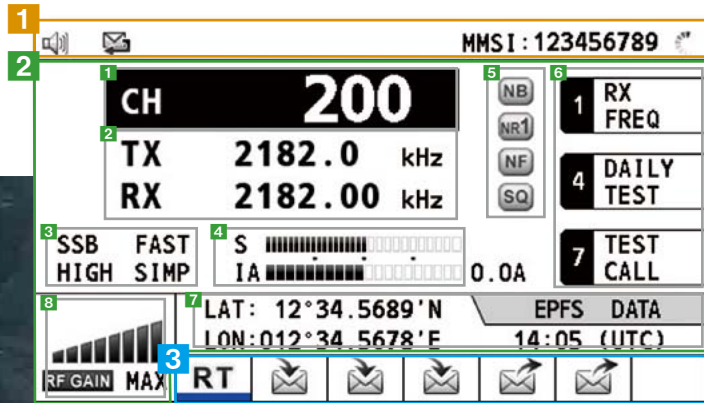 1
MMSI:123456789
2
1
CH 200
2
TX 2182.0 kHz
RX 2182.00 kHz
3
SSB FAST
HIGH SIMP
4
S
IA 0.0A
5
NB
NR1
NF
SQ
6
1 RX FREQ
4 DAILY TEST
7 TEST CALL
7
LAT: 12°34.5689'N
LON:012°34.5678'E
EPFS DATA
14:05 (UTC)
8
RF GAIN MAX
3
RT